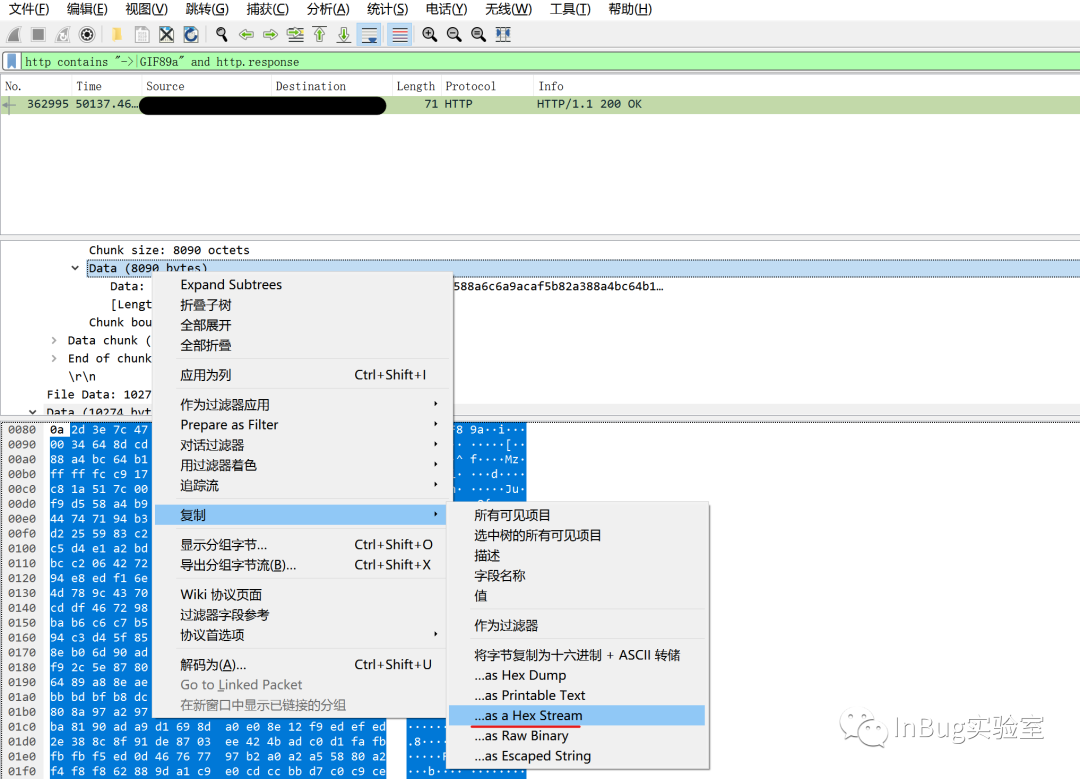 文件(F) 编辑(E) 视图(V) 跳转(G) 捕获(C) 分析(A) 统计(S) 电话(Y) 无线(W) 工具(T) 帮助(H)
http contains "->|GIF89a" and http.response
No. Time Source Destination Length Protocol Info
362995 50137.46… 71 HTTP HTTP/1.1 200 OK
Chunk size: 8090 octets
Data (8090 bytes)
Data: 588a6c6a9acaf5b82a388a4bc64b1…
[Lengt
Chunk bou
Data chunk (
End of chunk
\r\n
File Data: 1027
Data (10274 byt
Expand Subtrees
折叠子树
全部展开
全部折叠
应用为列 Ctrl+Shift+I
作为过滤器应用
Prepare as Filter
对话过滤器
用过滤器着色
追踪流
复制
显示分组字节… Ctrl+Shift+O
导出分组字节流(B)… Ctrl+Shift+X
Wiki 协议页面
过滤器字段参考
协议首选项
解码为(A)… Ctrl+Shift+U
Go to Linked Packet
在新窗口中显示已链接的分组
所有可见项目
选中树的所有可见项目
描述
字段名称
值
作为过滤器
将字节复制为十六进制 + ASCII 转储
...as Hex Dump
...as Printable Text
...as a Hex Stream
...as Raw Binary
...as Escaped String
0080 0a 2d 3e 7c 47 F8 9a··i···
0090 00 34 64 8d cd ·····[··
00a0 88 a4 bc 64 b1 ^ f····Mz
00b0 ff ff fc c9 17 ···d····
00c0 c8 1a 51 7c 00 ·····Ju·
00d0 f9 d5 58 a4 b9
00e0 44 74 71 94 b3
00f0 d2 25 59 83 c2
0100 c5 d4 e1 a2 bd
0110 bc c2 06 42 72
0120 94 e8 ed f1 6e
0130 4d 78 9c 43 70
0140 cd df 46 72 98
0150 ba b6 c6 c7 b5
0160 94 c3 d4 5f 85
0170 8e b0 6d 90 ad
0180 f9 2c 5e 87 80
0190 64 89 a8 8e ae
01a0 bb bd bf b8 dc
01b0 80 8a 97 a2 aa
01c0 ba 81 90 ad a9 d1 69 8d a0 e0 8e 12 f9 ed ef ed
01d0 2e 38 8c 8f 91 de 87 03 ee 42 4b ad c0 d1 fa fb .8····
01e0 fb fb f5 ed 0d 46 76 77 97 b2 a0 a2 a5 58 80 a2
01f0 f4 f8 f8 62 88 9d a1 c9 e0 cd cc bb d7 c0 c9 ce ···b····
InBug实验室